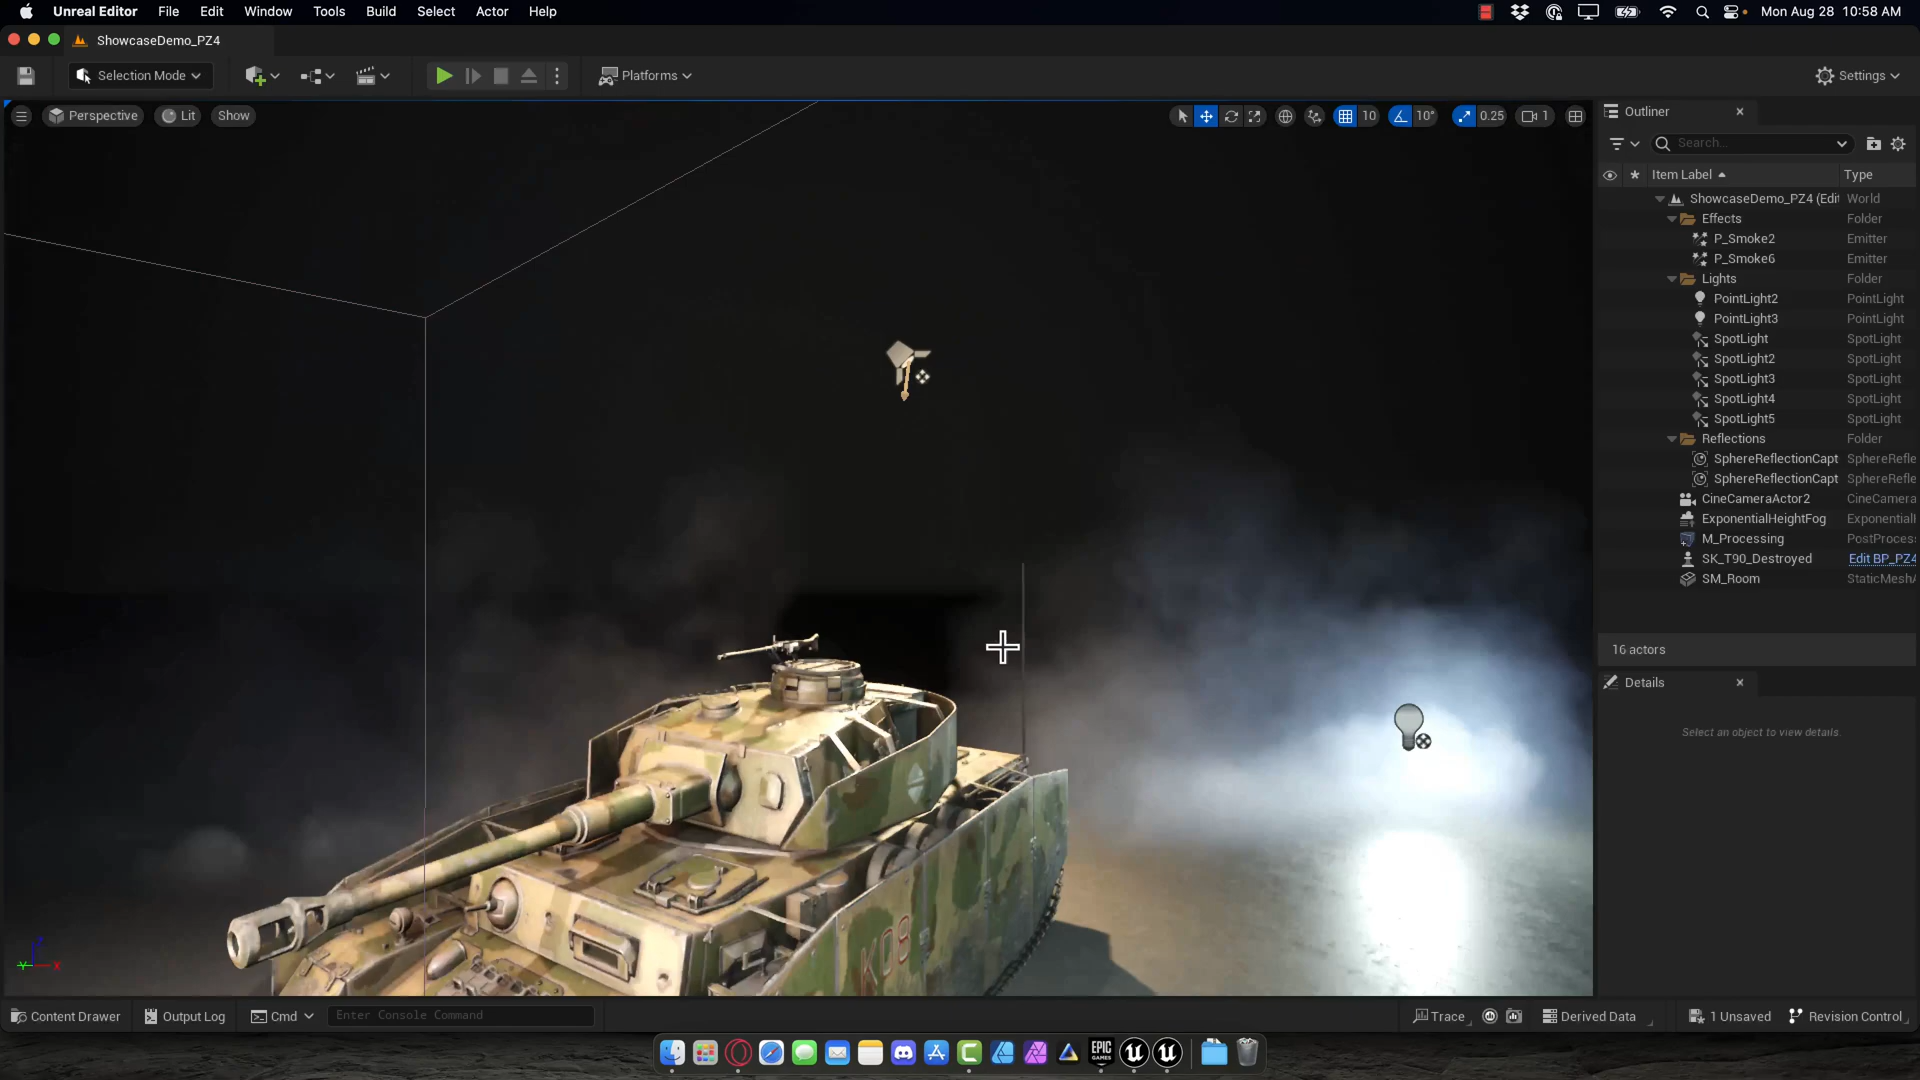 Unreal Editor File Edit Window Tools Build Select Actor Help Mon Aug 28 10:58 AM
ShowcaseDemo_PZ4
Selection Mode Platforms Settings
Perspective Lit Show 10 10° 0.25 1
Outliner
Search...
Item Label Type
ShowcaseDemo_PZ4 (Edit World
Effects Folder
P_Smoke2 Emitter
P_Smoke6 Emitter
Lights Folder
PointLight2 PointLight
PointLight3 PointLight
SpotLight SpotLight
SpotLight2 SpotLight
SpotLight3 SpotLight
SpotLight4 SpotLight
SpotLight5 SpotLight
Reflections Folder
SphereReflectionCapt SphereRefle
SphereReflectionCapt SphereRefle
CineCameraActor2 CineCamera
ExponentialHeightFog Exponential
M_Processing PostProces
SK_T90_Destroyed Edit BP_PZ4
SM_Room StaticMesh
16 actors
Details
Select an object to view details.
K08
Z
Y X
Content Drawer Output Log Cmd Enter Console Command Trace Derived Data 1 Unsaved Revision Control
EPIC
GAMES